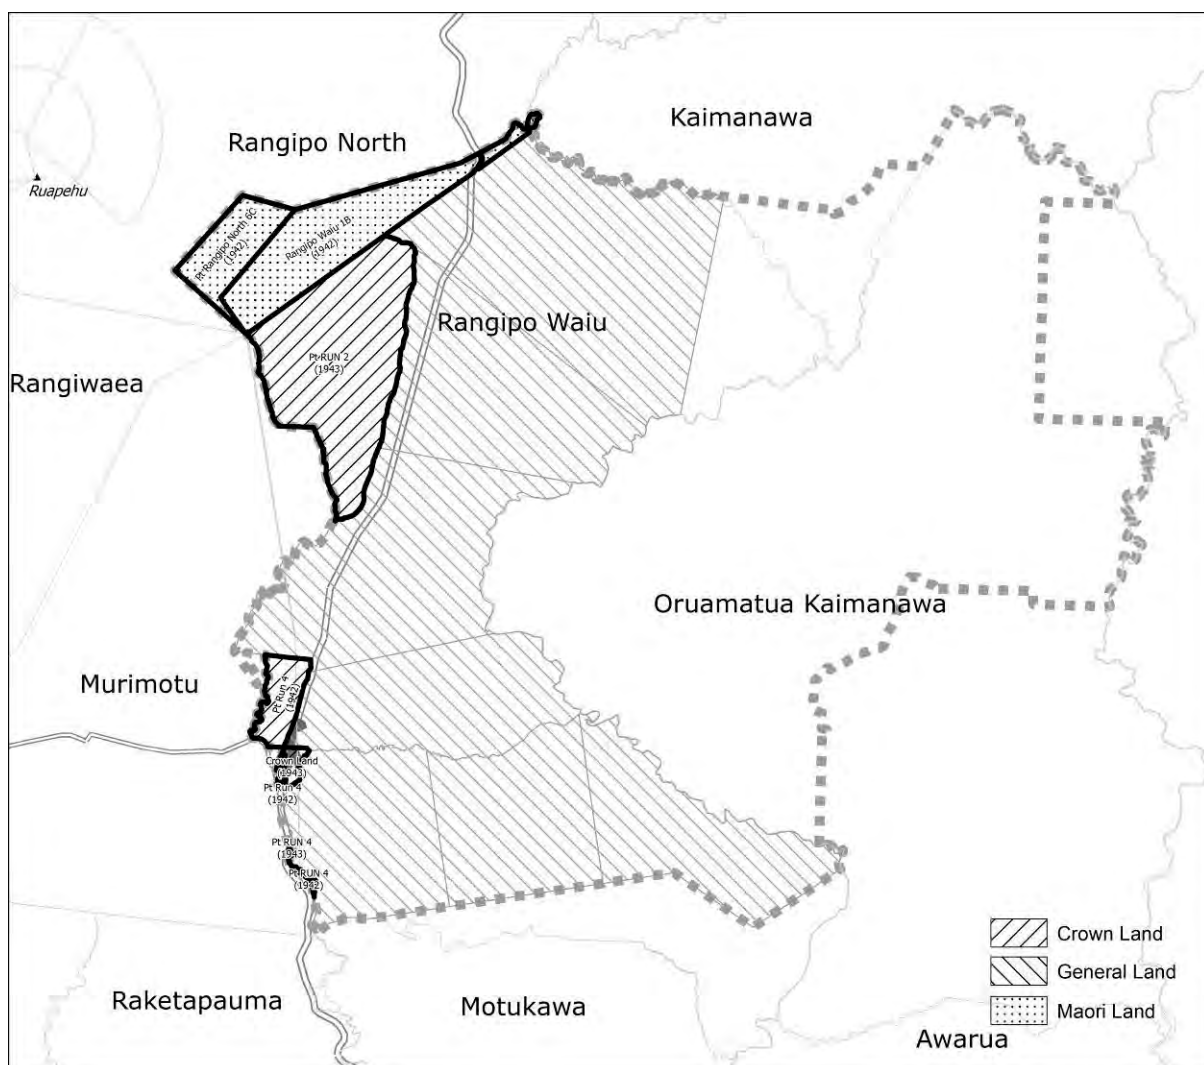 Kaimanawa
Rangipo North
Ruapehu
Pt Rangipo North 6C
(1942)
Rangipo Waiu 1B
(1942)
Rangipo Waiu
Pt RUN 2
(1943)
Rangiwaea
Oruamatua Kaimanawa
Murimotu
Pt Run 4
(1942)
Crown Land
(1943)
Pt Run 4
(1942)
Pt RUN 4
(1943)
Pt RUN 4
(1942)
Crown Land
General Land
Maori Land
Raketapauma
Motukawa
Awarua